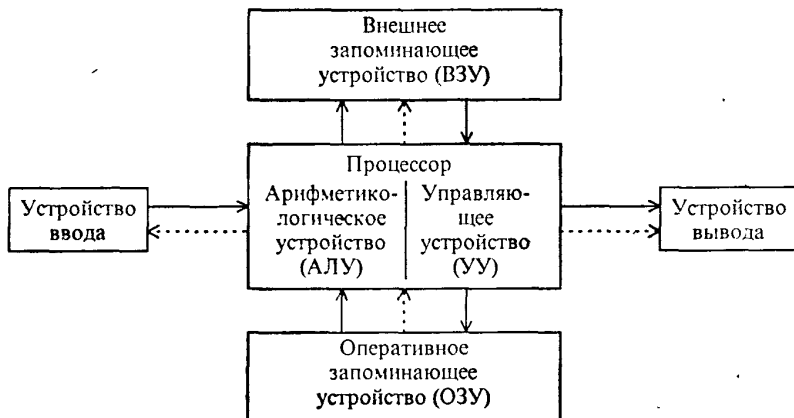 Внешнее
запоминающее
устройство (ВЗУ)
Процессор
Арифметико-
логическое
устройство
(АЛУ)
Управляю-
щее
устройство
(УУ)
Устройство
ввода
Устройство
вывода
Оперативное
запоминающее
устройство (ОЗУ)